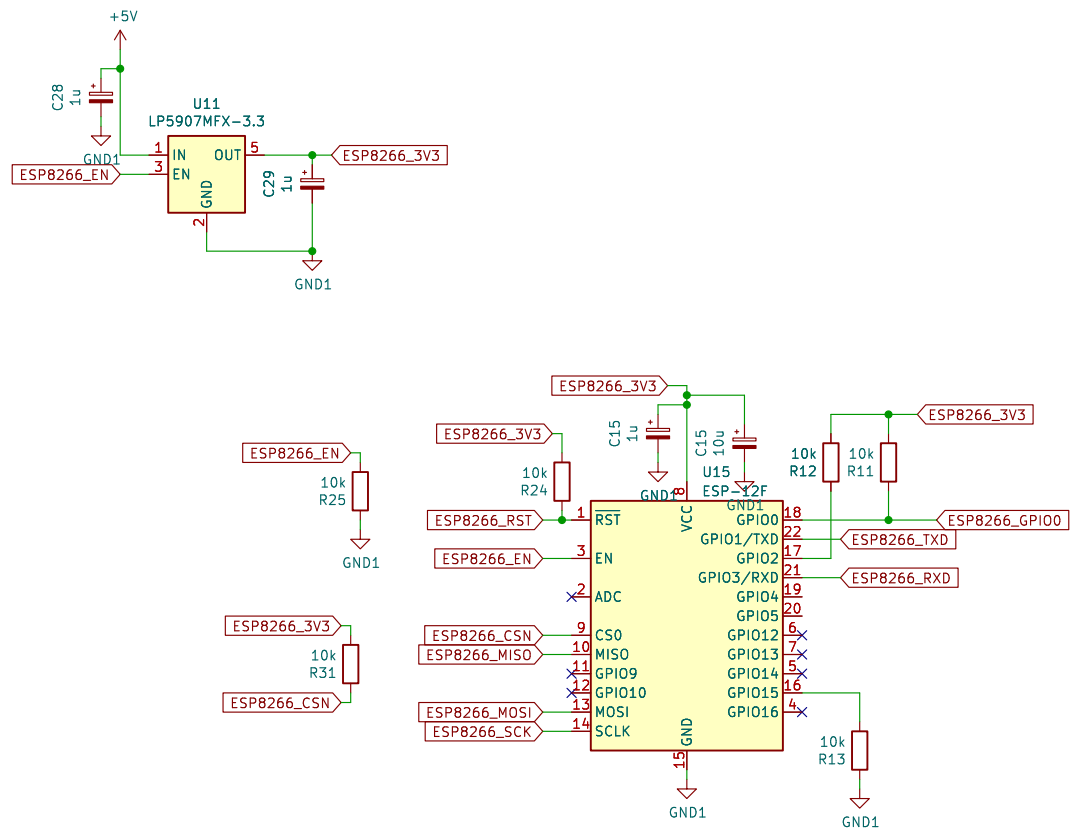 +5V
C28
1u
+
GND1
U11
LP5907MFX-3.3
1
IN
OUT
5
ESP8266_3V3
ESP8266_EN
3
EN
GND
2
C29
1u
+
GND1
ESP8266_3V3
ESP8266_3V3
ESP8266_3V3
ESP8266_EN
10k
R25
GND1
10k
R24
C15
1u
+
GND1
C15
10u
+
GND1
10k
R12
10k
R11
U15
ESP-12F
8
VCC
ESP8266_RST
1
RST
GPIO0
18
ESP8266_GPIO0
GPIO1/TXD
22
ESP8266_TXD
ESP8266_EN
3
EN
GPIO2
17
GPIO3/RXD
21
ESP8266_RXD
2
ADC
GPIO4
19
GPIO5
20
ESP8266_3V3
10k
R31
ESP8266_CSN
ESP8266_CSN
9
CS0
GPIO12
6
ESP8266_MISO
10
MISO
GPIO13
7
11
GPIO9
GPIO14
5
12
GPIO10
GPIO15
16
ESP8266_MOSI
13
MOSI
GPIO16
4
ESP8266_SCK
14
SCLK
GND
15
GND1
10k
R13
GND1